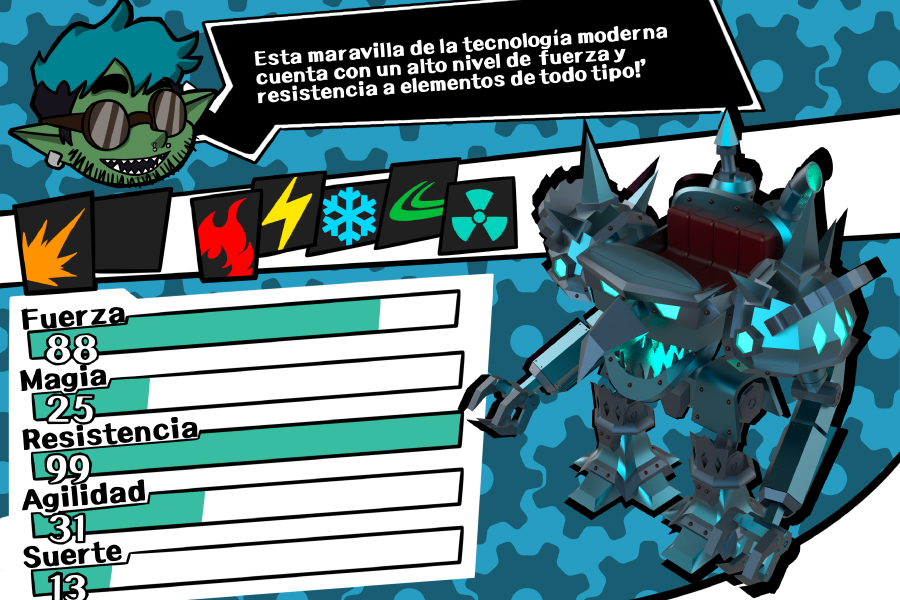 Esta maravilla de la tecnología moderna
cuenta con un alto nivel de fuerza y
resistencia a elementos de todo tipo!'
Fuerza
88
Magia
25
Resistencia
99
Agilidad
31
Suerte
13